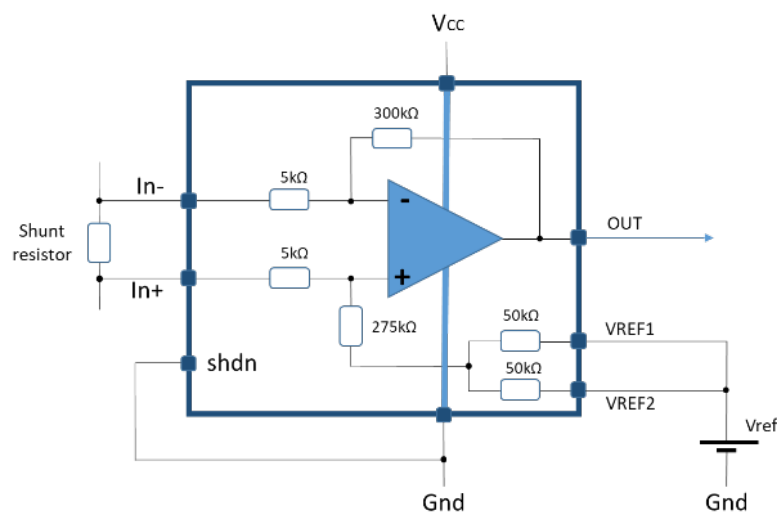 Vcc
300kΩ
5kΩ
In-
-
Shunt
resistor
OUT
5kΩ
+
In+
275kΩ
50kΩ
VREF1
shdn
50kΩ
VREF2
Vref
Gnd
Gnd